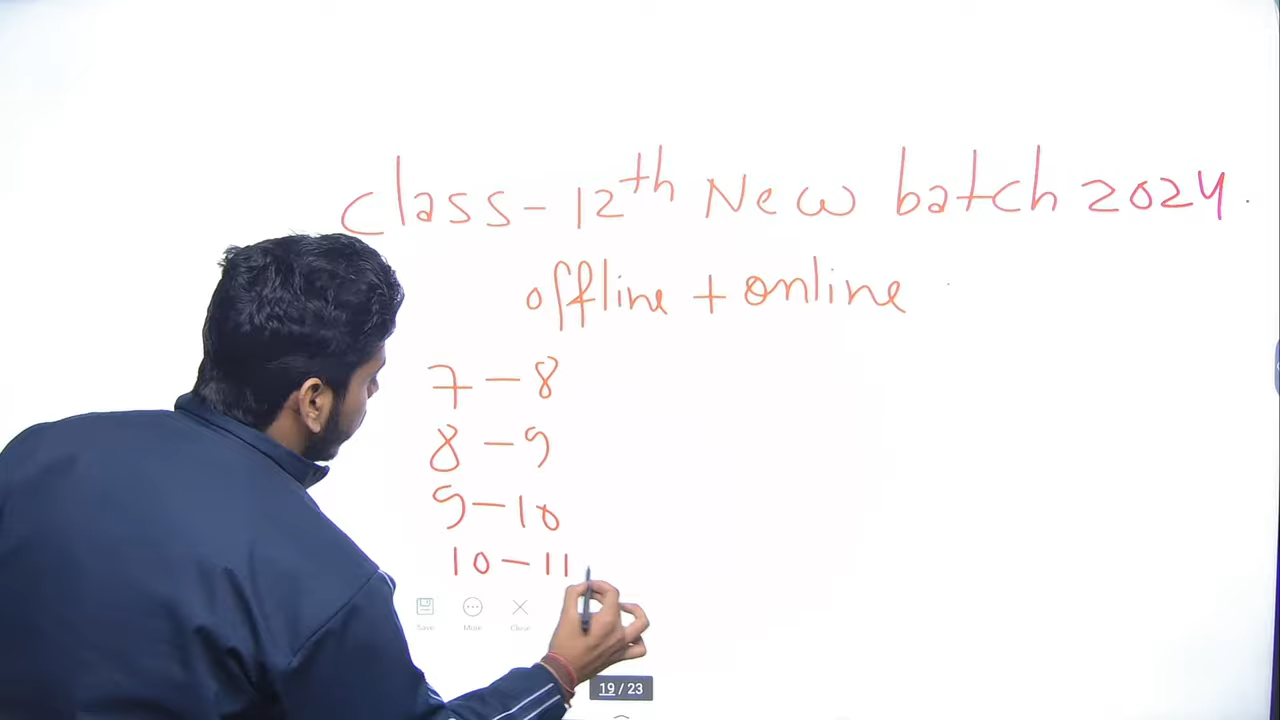 class - 12th New batch 2024.
offline + online
7 - 8
8 - 9
9 - 10
10 - 11
Save More Close
19 / 23